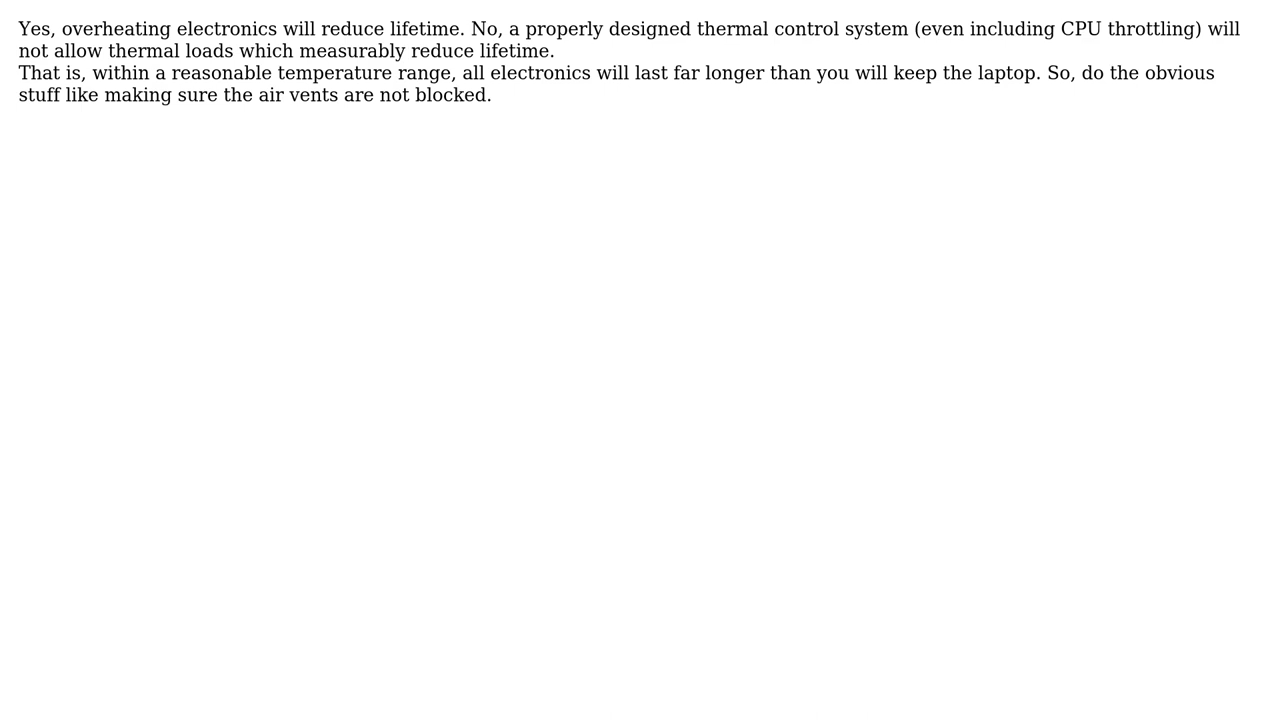 Yes, overheating electronics will reduce lifetime. No, a properly designed thermal control system (even including CPU throttling) will
not allow thermal loads which measurably reduce lifetime.
That is, within a reasonable temperature range, all electronics will last far longer than you will keep the laptop. So, do the obvious
stuff like making sure the air vents are not blocked.